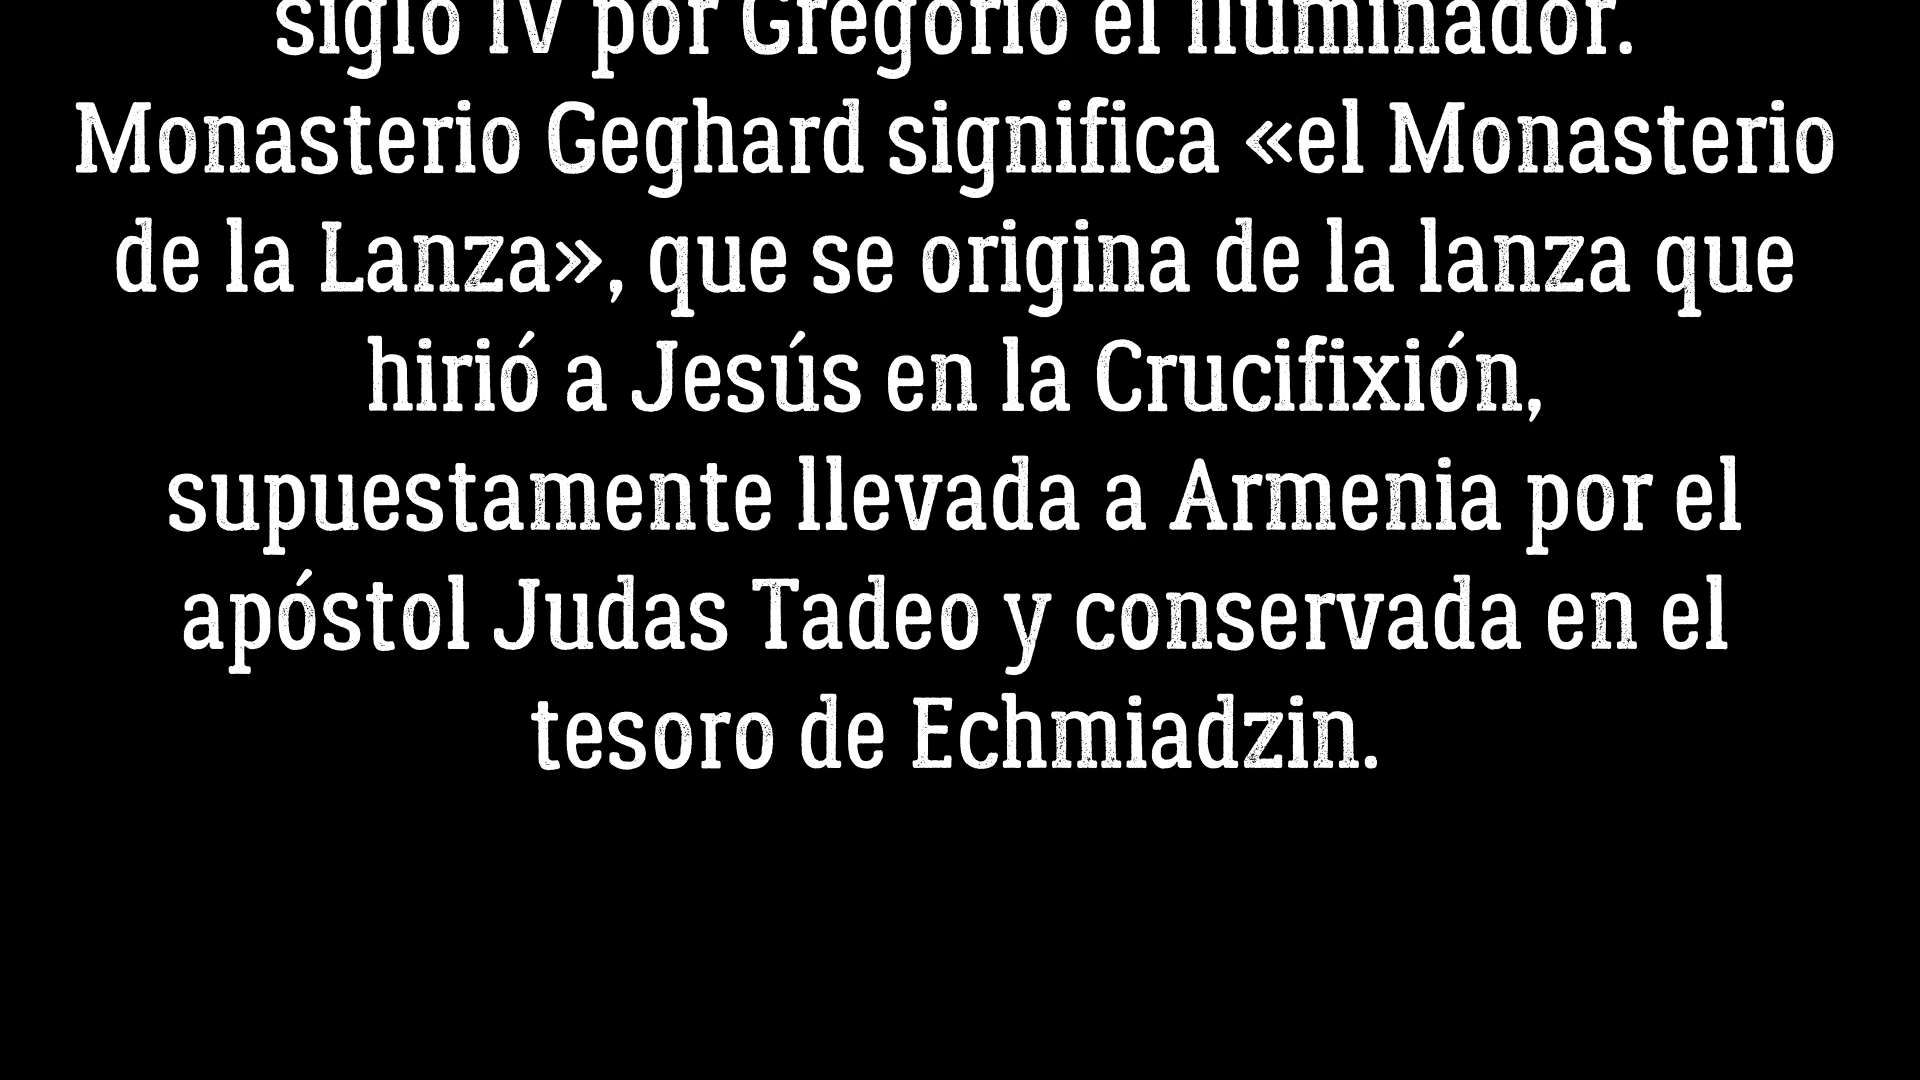 siglo IV por Gregorio el Iluminador.
Monasterio Geghard significa «el Monasterio
de la Lanza», que se origina de la lanza que
hirió a Jesús en la Crucifixión,
supuestamente llevada a Armenia por el
apóstol Judas Tadeo y conservada en el
tesoro de Echmiadzin.